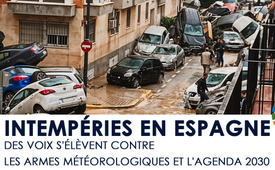 INTEMPÉRIES EN ESPAGNE
DES VOIX S'ÉLÈVENT CONTRE
LES ARMES MÉTÉOROLOGIQUES ET L'AGENDA 2030